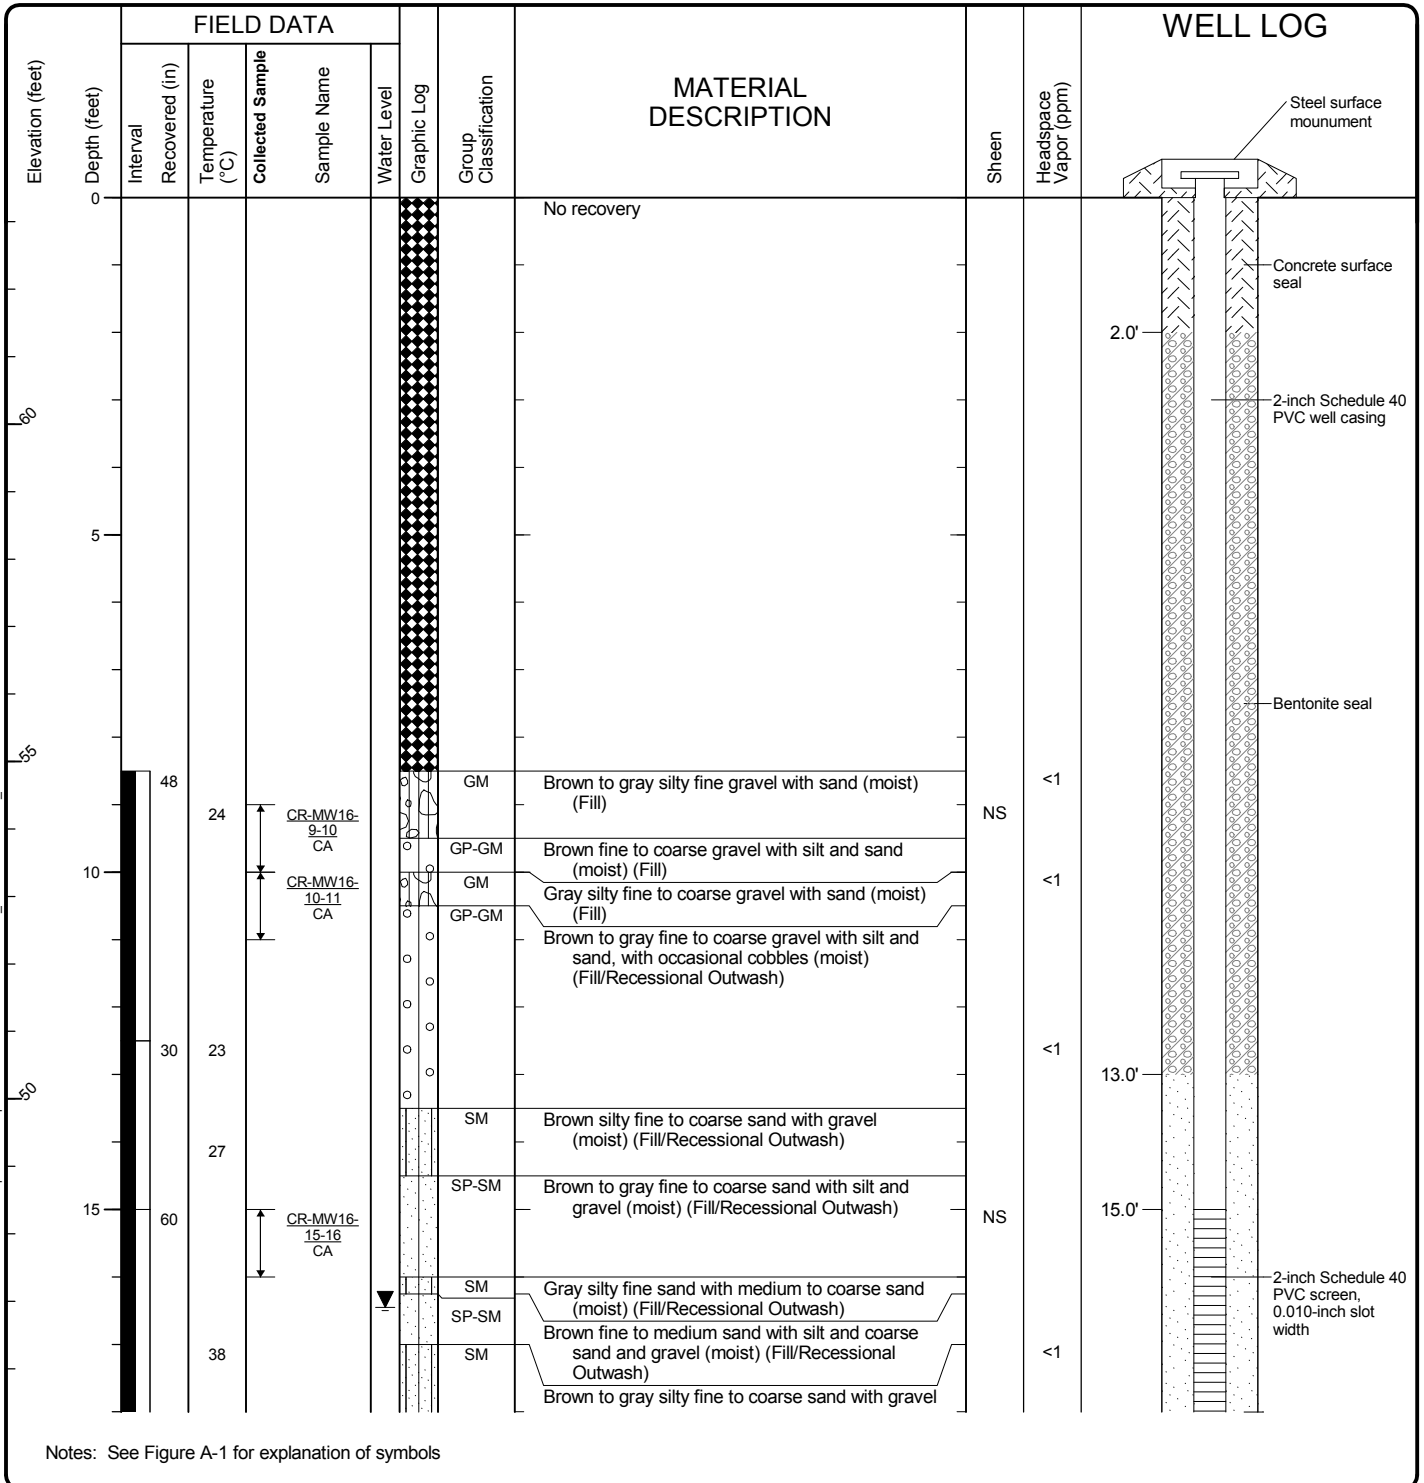 FIELD DATA
WELL LOG
Elevation (feet)
Depth (feet)
Interval
Recovered (in)
Temperature
(°C)
Collected Sample
Sample Name
Water Level
Graphic Log
Group
Classification
MATERIAL
DESCRIPTION
Sheen
Headspace
Vapor (ppm)
Steel surface
mounument
0
No recovery
Concrete surface
seal
2.0'
60
2-inch Schedule 40
PVC well casing
5
Bentonite seal
55
48
GM
Brown to gray silty fine gravel with sand (moist)
(Fill)
<1
24
CR-MW16-
9-10
CA
NS
GP-GM
Brown fine to coarse gravel with silt and sand
(moist) (Fill)
10
CR-MW16-
10-11
CA
GM
Gray silty fine to coarse gravel with sand (moist)
(Fill)
<1
GP-GM
Brown to gray fine to coarse gravel with silt and
sand, with occasional cobbles (moist)
(Fill/Recessional Outwash)
30
23
<1
13.0'
50
SM
Brown silty fine to coarse sand with gravel
(moist) (Fill/Recessional Outwash)
27
SP-SM
Brown to gray fine to coarse sand with silt and
gravel (moist) (Fill/Recessional Outwash)
15
60
CR-MW16-
15-16
CA
NS
15.0'
SM
Gray silty fine sand with medium to coarse sand
(moist) (Fill/Recessional Outwash)
2-inch Schedule 40
PVC screen,
0.010-inch slot
width
SP-SM
Brown fine to medium sand with silt and coarse
sand and gravel (moist) (Fill/Recessional
Outwash)
38
SM
<1
Brown to gray silty fine to coarse sand with gravel
Notes: See Figure A-1 for explanation of symbols